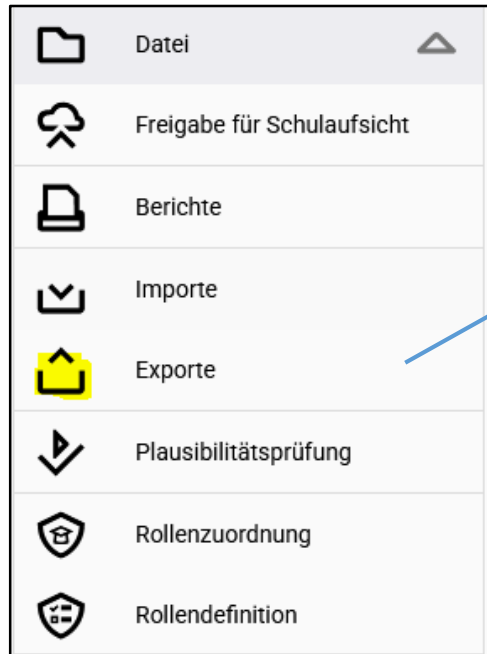 Datei
Freigabe für Schulaufsicht
Berichte
Importe
Exporte
Plausibilitätsprüfung
Rollenzuordnung
Rollendefinition